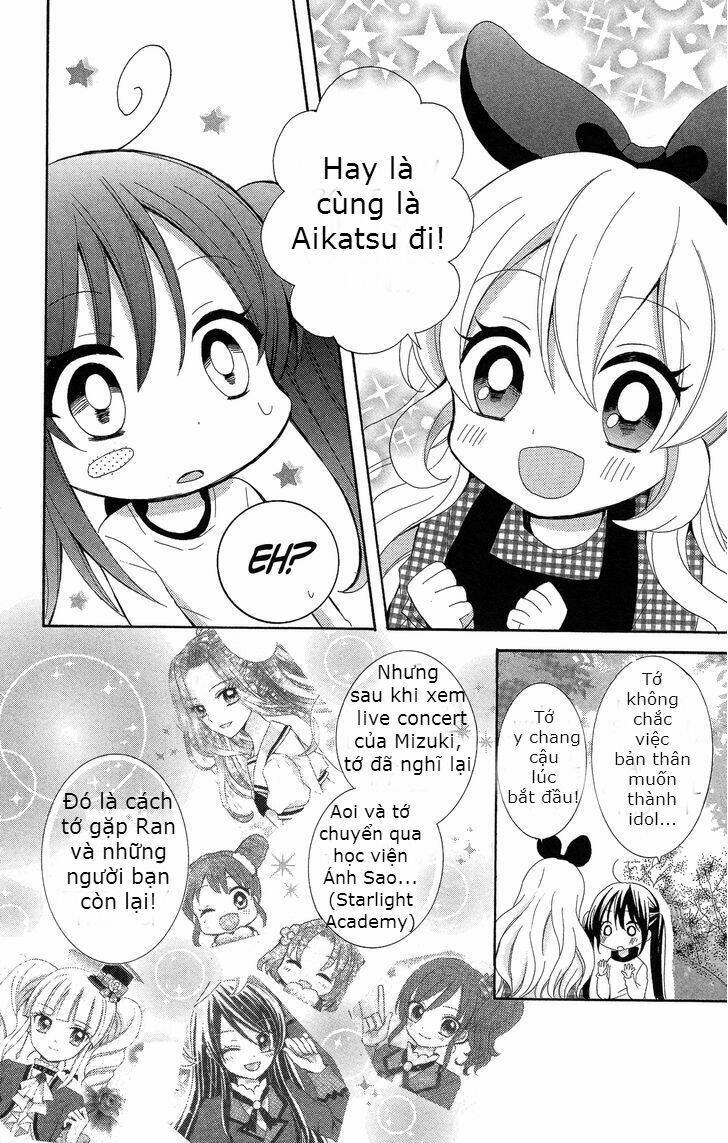 Hay là
cùng là
Aikatsu đi!
EH?
Tớ
không
chắc
việc
bản thân
muốn
thành
idol...
Tớ
y chang
cậu
lúc
bắt đầu!
Nhưng
sau khi xem
live concert
của Mizuki,
tớ đã nghĩ lại
Aoi và tớ
chuyển qua
học viện
Ánh Sao...
(Starlight
Academy)
Đó là cách
tớ gặp Ran
và những
người bạn
còn lại!